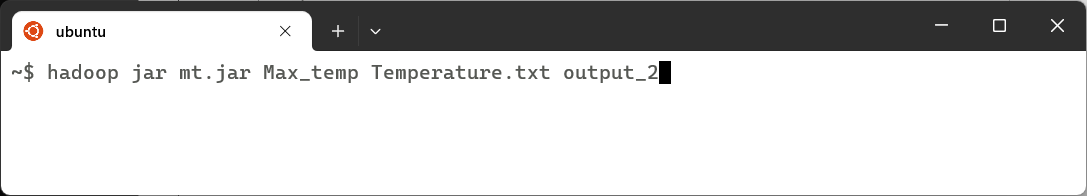 ubuntu
~$ hadoop jar mt.jar Max_temp Temperature.txt output_2